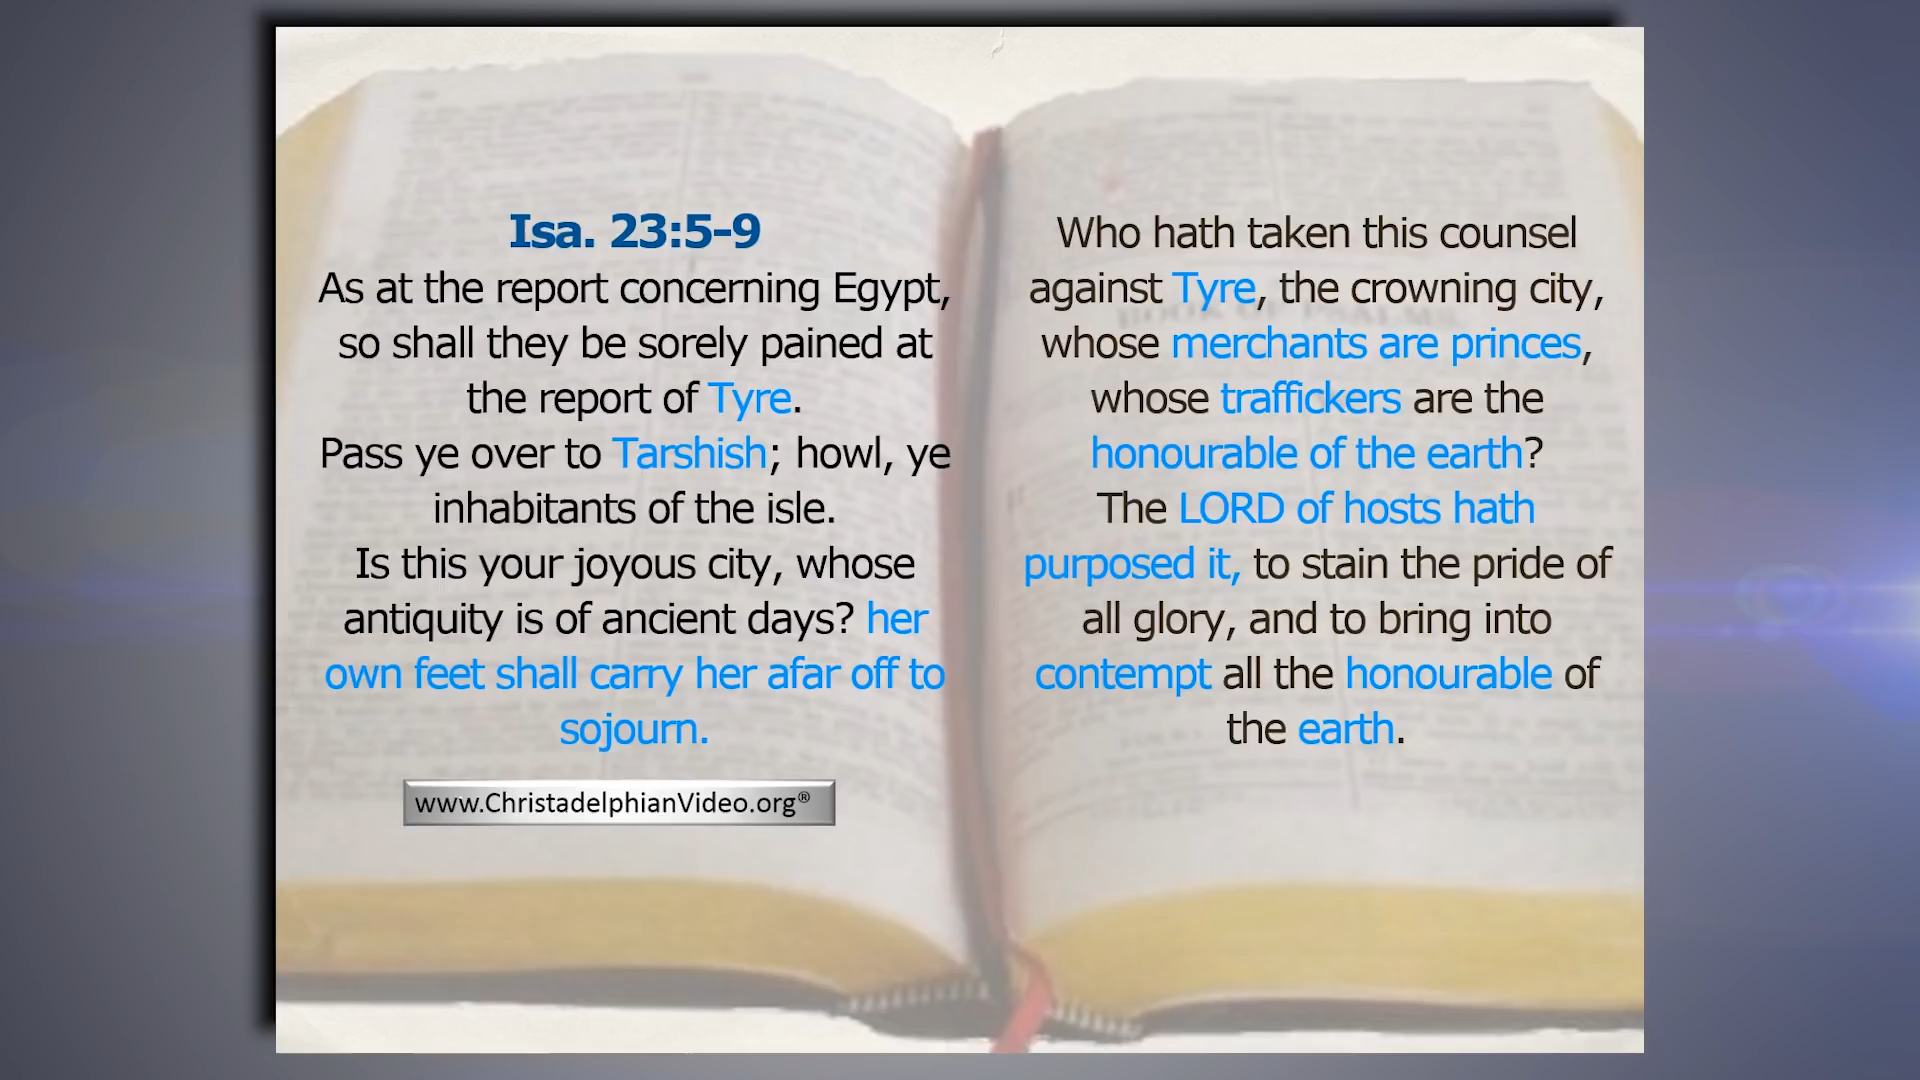 Isa. 23:5-9
As at the report concerning Egypt,
so shall they be sorely pained at
the report of Tyre.
Pass ye over to Tarshish; howl, ye
inhabitants of the isle.
Is this your joyous city, whose
antiquity is of ancient days? her
own feet shall carry her afar off to
sojourn.
www.ChristadelphianVideo.org®
Who hath taken this counsel
against Tyre, the crowning city,
whose merchants are princes,
whose traffickers are the
honourable of the earth?
The LORD of hosts hath
purposed it, to stain the pride of
all glory, and to bring into
contempt all the honourable of
the earth.